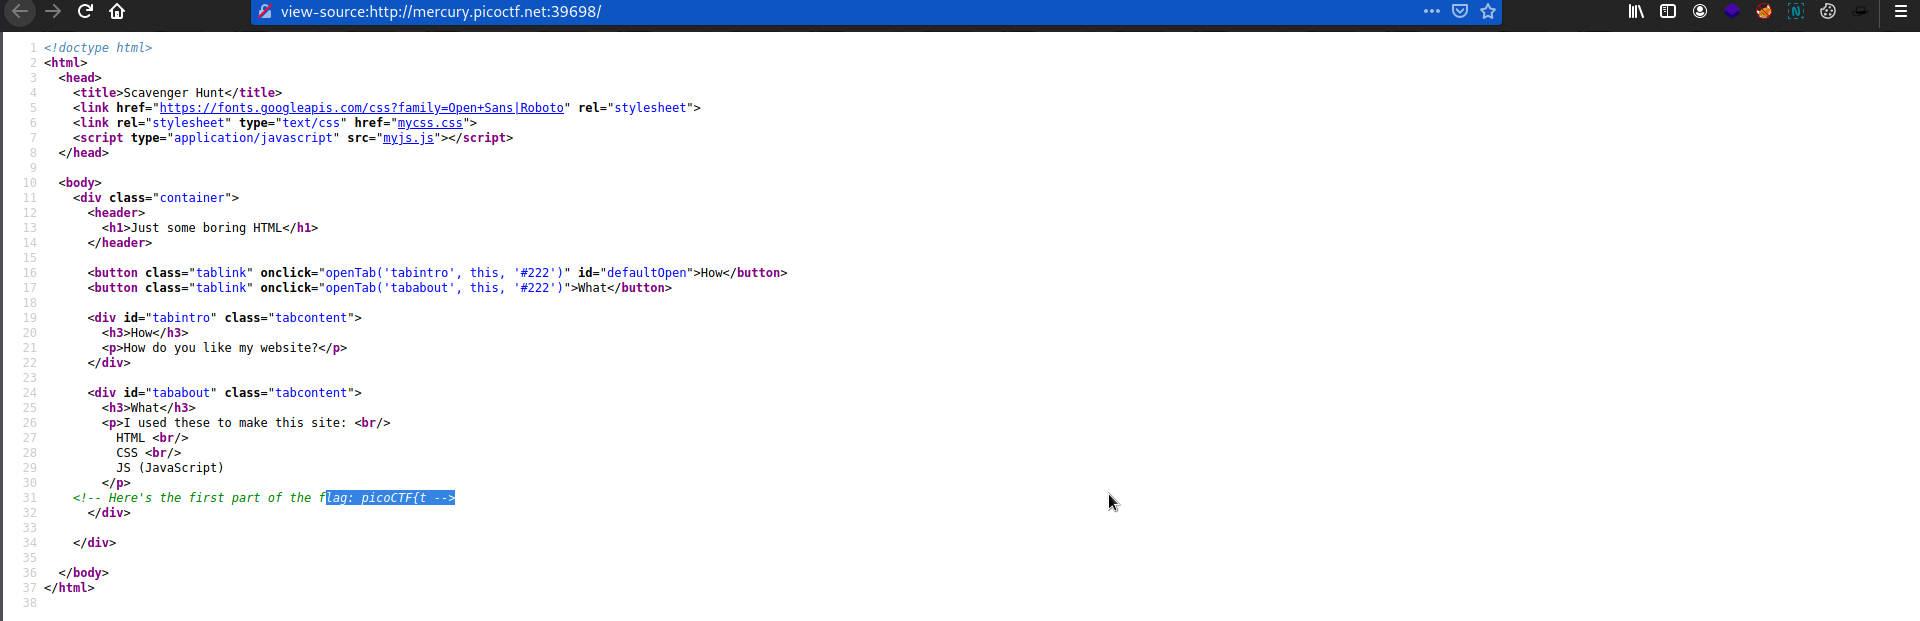 view-source:http://mercury.picoctf.net:39698/
1 <!doctype html>
2 <html>
3 <head>
4 <title>Scavenger Hunt</title>
5 <link href="https://fonts.googleapis.com/css?family=Open+Sans|Roboto" rel="stylesheet">
6 <link rel="stylesheet" type="text/css" href="mycss.css">
7 <script type="application/javascript" src="myjs.js"></script>
8 </head>
9
10 <body>
11 <div class="container">
12 <header>
13 <h1>Just some boring HTML</h1>
14 </header>
15
16 <button class="tablink" onclick="openTab('tabintro', this, '#222')" id="defaultOpen">How</button>
17 <button class="tablink" onclick="openTab('tababout', this, '#222')">What</button>
18
19 <div id="tabintro" class="tabcontent">
20 <h3>How</h3>
21 <p>How do you like my website?</p>
22 </div>
23
24 <div id="tababout" class="tabcontent">
25 <h3>What</h3>
26 <p>I used these to make this site: <br/>
27 HTML <br/>
28 CSS <br/>
29 JS (JavaScript)
30 </p>
31 <!-- Here's the first part of the flag: picoCTF{t -->
32 </div>
33
34 </div>
35
36 </body>
37 </html>
38